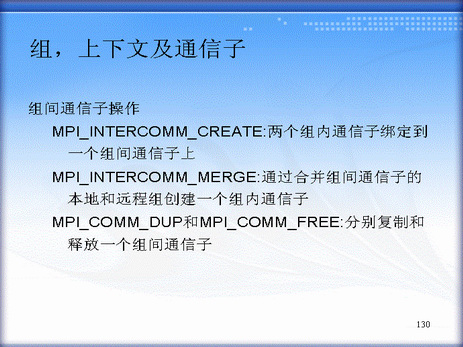 组，上下文及通信子
组间通信子操作
MPI_INTERCOMM_CREATE:两个组内通信子绑定到
一个组间通信子上
MPI_INTERCOMM_MERGE:通过合并组间通信子的
本地和远程组创建一个组内通信子
MPI_COMM_DUP和MPI_COMM_FREE:分别复制和
释放一个组间通信子
130